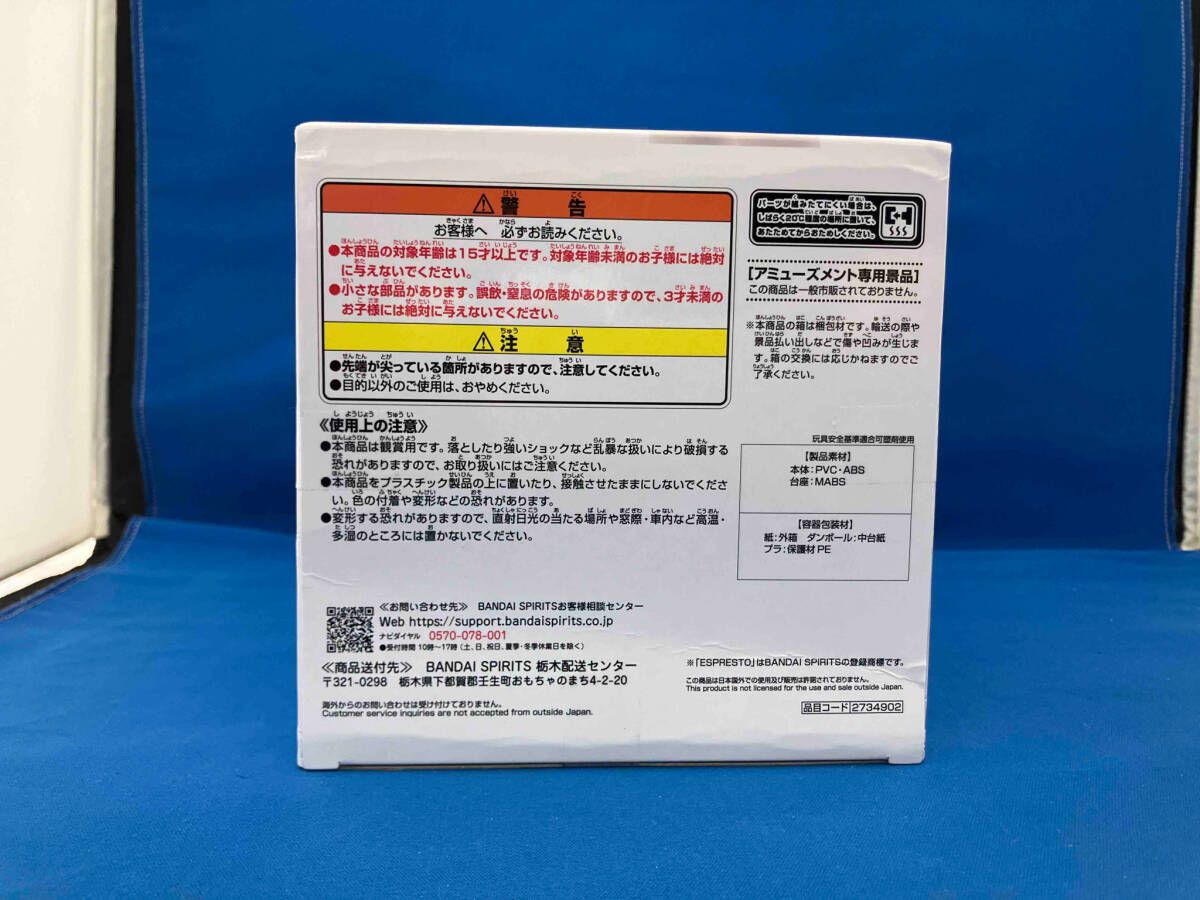 ⚠警告
お客様へ 必ずお読みください。
●本商品の対象年齢は15才以上です。対象年齢未満のお子様には絶対
に与えないでください。
●小さな部品があります。誤飲・窒息の危険がありますので、3才未満の
お子様には絶対に与えないでください。
⚠注意
●先端が尖っている箇所がありますので、注意してください。
●目的以外のご使用は、おやめください。
《使用上の注意》
●本商品は観賞用です。落としたり強いショックなど乱暴な扱いにより破損する
恐れがありますので、お取り扱いにはご注意ください。
●本商品をプラスチック製品の上に置いたり、接触させたままにしないでくださ
い。色の付着や変形などの恐れがあります。
●変形する恐れがありますので、直射日光の当たる場所や窓際・車内など高温・
多湿のところには置かないでください。
《お問い合わせ先》 BANDAI SPIRITSお客様相談センター
Web https://support.bandaispirits.co.jp
ナビダイヤル 0570-078-001
●受付時間 10時〜17時(土、日、祝日、夏季・冬季休業日を除く)
《商品送付先》 BANDAI SPIRITS 栃木配送センター
〒321-0298 栃木県下都賀郡壬生町おもちゃのまち4-2-20
海外からのお問い合わせは受け付けておりません。
Customer service inquiries are not accepted from outside Japan.
パーツが組みたてにくい場合は、
しばらく20℃程度の場所に置いて、
あたためてからおためしください。
[アミューズメント専用景品]
この商品は一般市販されておりません。
※本商品の箱は梱包材です。輸送の際や
景品払い出しなどで傷や凹みが生じま
す。箱の交換には応じかねますのでご
了承ください。
玩具安全基準適合可塑剤使用
【製品素材】
本体:PVC・ABS
台座:MABS
【容器包装材】
紙:外箱 ダンボール:中台紙
プラ:保護材 PE
※「ESPRESTO」はBANDAI SPIRITSの登録商標です。
この商品は日本国外での使用及び販売は許諾されておりません。
This product is not licensed for the use and sale outside Japan.
品目コード 2734902